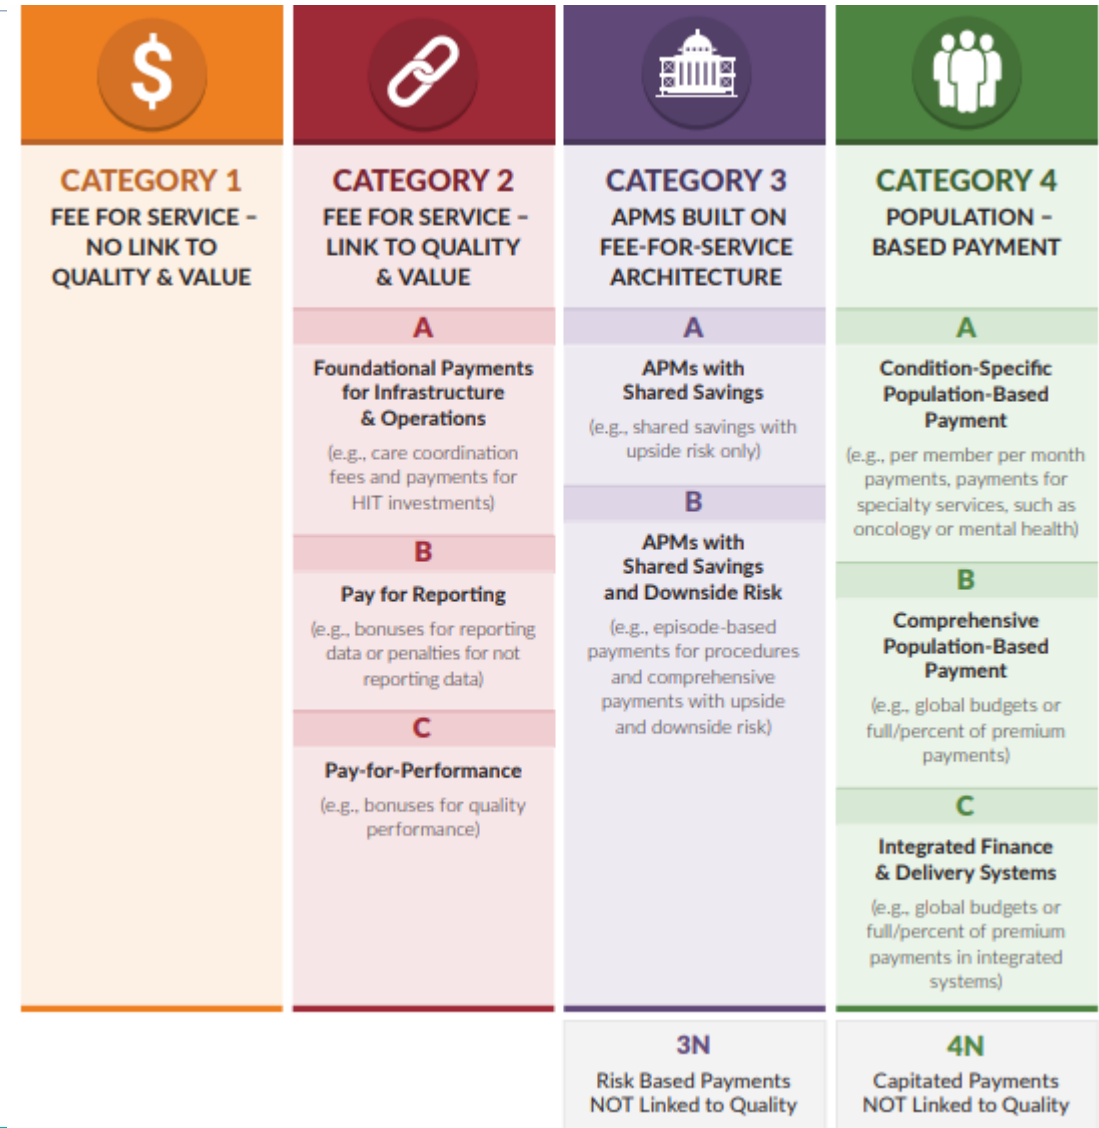 $
CATEGORY 1
FEE FOR SERVICE –
NO LINK TO
QUALITY & VALUE
CATEGORY 2
FEE FOR SERVICE –
LINK TO QUALITY
& VALUE
A
Foundational Payments
for Infrastructure
& Operations
(e.g., care coordination
fees and payments for
HIT investments)
B
Pay for Reporting
(e.g., bonuses for reporting
data or penalties for not
reporting data)
C
Pay-for-Performance
(e.g., bonuses for quality
performance)
CATEGORY 3
APMS BUILT ON
FEE-FOR-SERVICE
ARCHITECTURE
A
APMs with
Shared Savings
(e.g., shared savings with
upside risk only)
B
APMs with
Shared Savings
and Downside Risk
(e.g., episode-based
payments for procedures
and comprehensive
payments with upside
and downside risk)
3N
Risk Based Payments
NOT Linked to Quality
CATEGORY 4
POPULATION –
BASED PAYMENT
A
Condition-Specific
Population-Based
Payment
(e.g., per member per month
payments, payments for
specialty services, such as
oncology or mental health)
B
Comprehensive
Population-Based
Payment
(e.g., global budgets or
full/percent of premium
payments)
C
Integrated Finance
& Delivery Systems
(e.g., global budgets or
full/percent of premium
payments in integrated
systems)
4N
Capitated Payments
NOT Linked to Quality